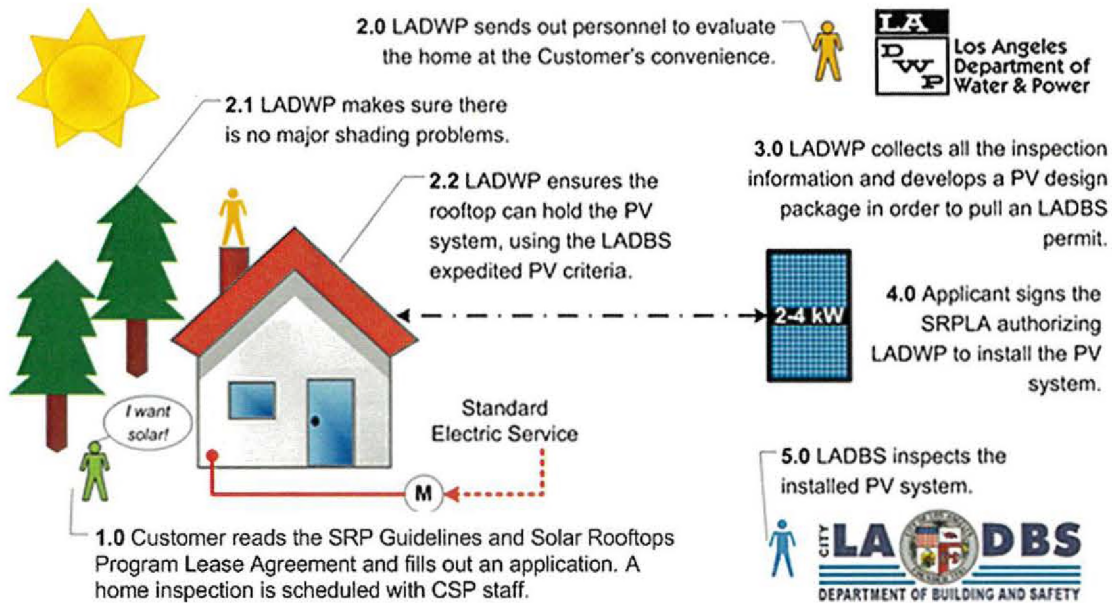 2.0 LADWP sends out personnel to evaluate
the home at the Customer's convenience.
LA
DWP
Los Angeles
Department of
Water & Power
2.1 LADWP makes sure there
is no major shading problems.
2.2 LADWP ensures the
rooftop can hold the PV
system, using the LADBS
expedited PV criteria.
3.0 LADWP collects all the inspection
information and develops a PV design
package in order to pull an LADBS
permit.
2-4 kW
4.0 Applicant signs the
SRPLA authorizing
LADWP to install the PV
system.
I want
solar!
Standard
Electric Service
M
1.0 Customer reads the SRP Guidelines and Solar Rooftops
Program Lease Agreement and fills out an application. A
home inspection is scheduled with CSP staff.
5.0 LADBS inspects the
installed PV system.
CITY
LA DBS
DEPARTMENT OF BUILDING AND SAFETY